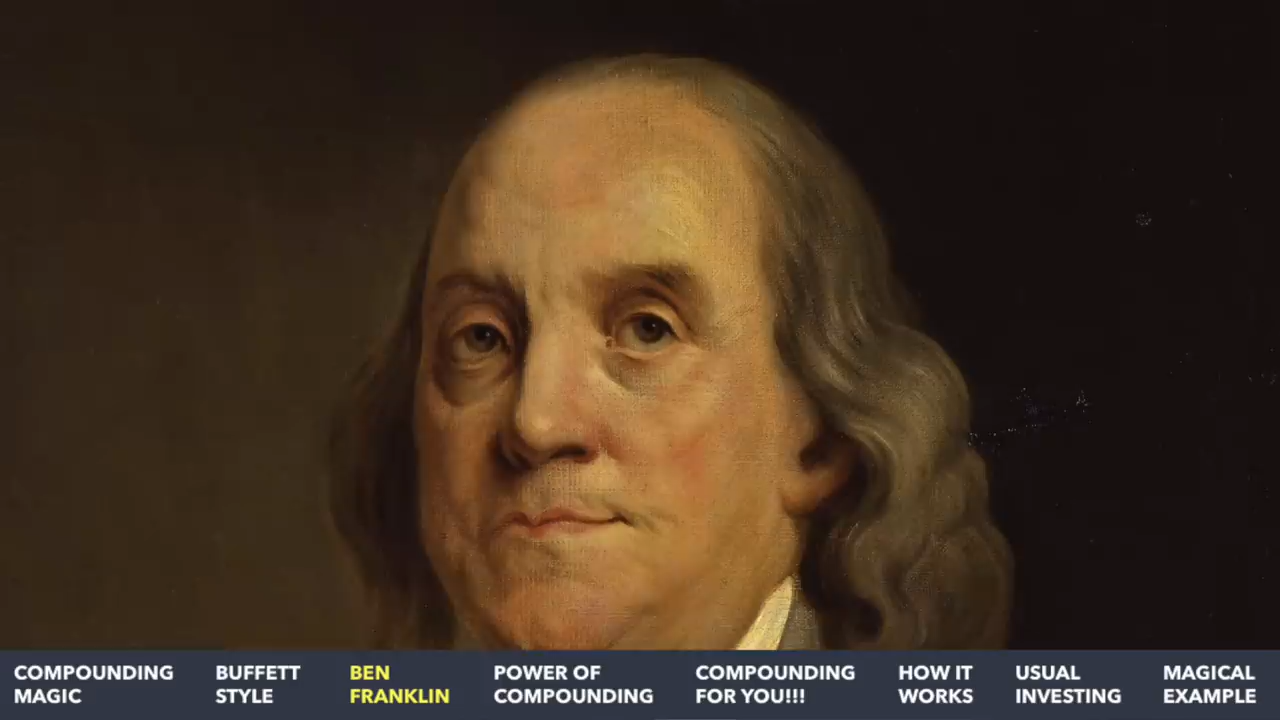 COMPOUNDING
MAGIC
BUFFETT
STYLE
BEN
FRANKLIN
POWER OF
COMPOUNDING
COMPOUNDING
FOR YOU!!!
HOW IT
WORKS
USUAL
INVESTING
MAGICAL
EXAMPLE